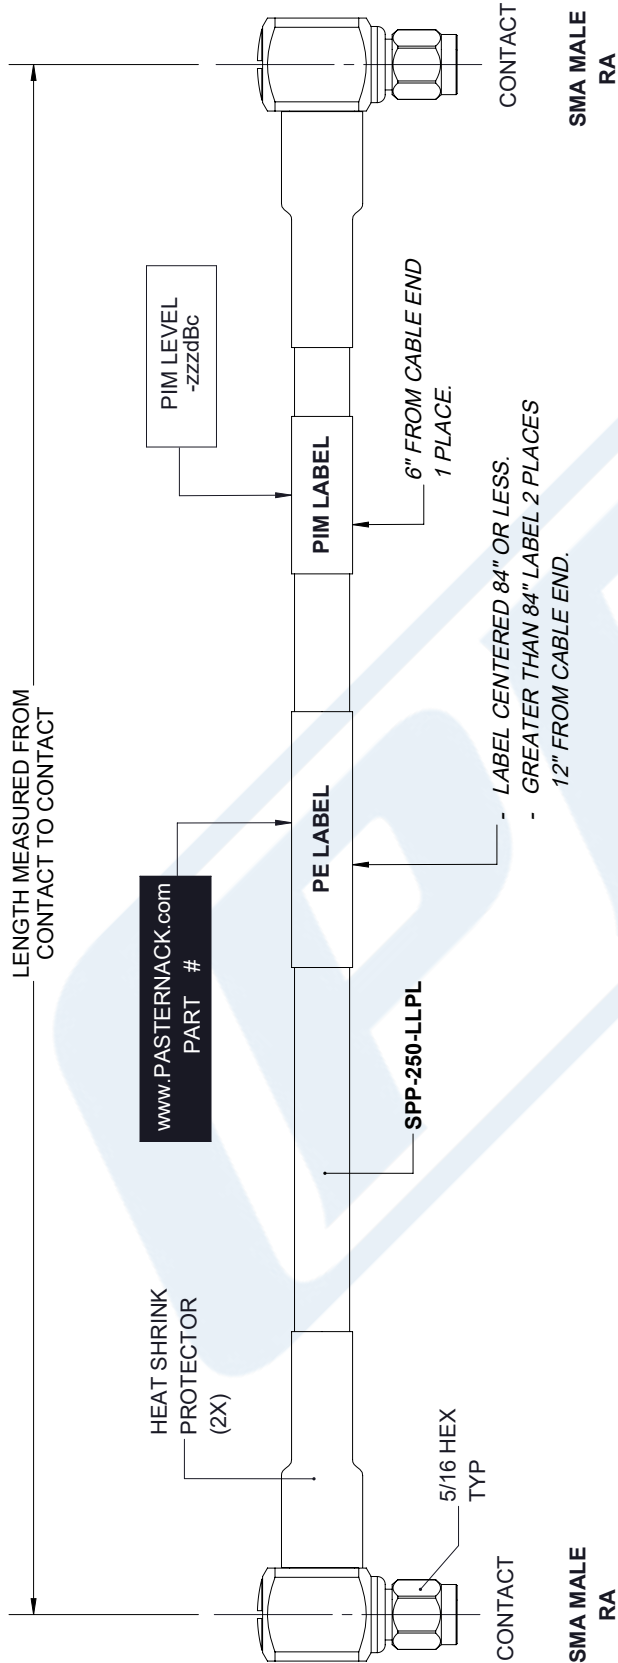 LENGTH MEASURED FROM
CONTACT TO CONTACT
www.PASTERNACK.com
PART #
PIM LEVEL
-zzzdBc
HEAT SHRINK
PROTECTOR
(2X)
PE LABEL
PIM LABEL
6" FROM CABLE END
1 PLACE.
SPP-250-LLPL
- LABEL CENTERED 84" OR LESS.
- GREATER THAN 84" LABEL 2 PLACES
12" FROM CABLE END.
5/16 HEX
TYP
CONTACT
CONTACT
SMA MALE
RA
SMA MALE
RA